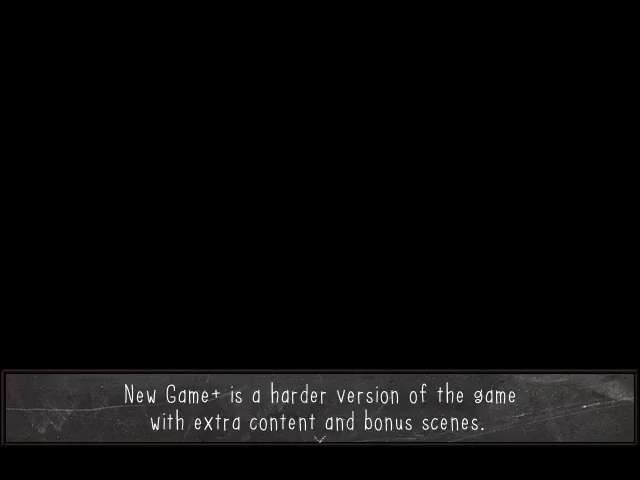 New Game+ is a harder version of the game
with extra content and bonus scenes.